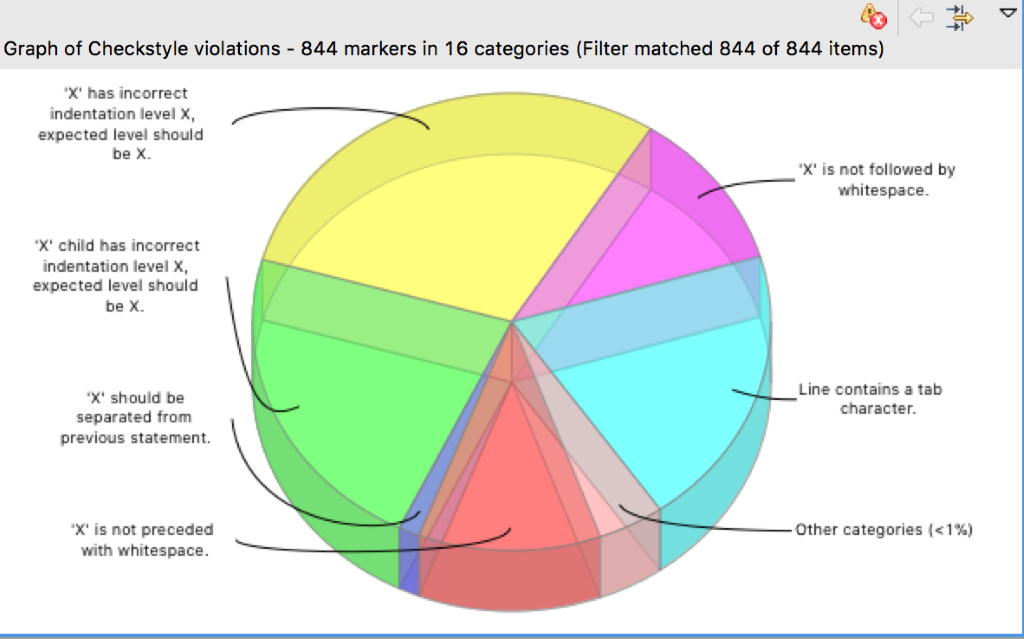 Graph of Checkstyle violations - 844 markers in 16 categories (Filter matched 844 of 844 items)
'X' has incorrect
indentation level X,
expected level should
be X.
'X' is not followed by
whitespace.
'X' child has incorrect
indentation level X,
expected level should
be X.
'X' should be
separated from
previous statement.
Line contains a tab
character.
'X' is not preceded
with whitespace.
Other categories (<1%)